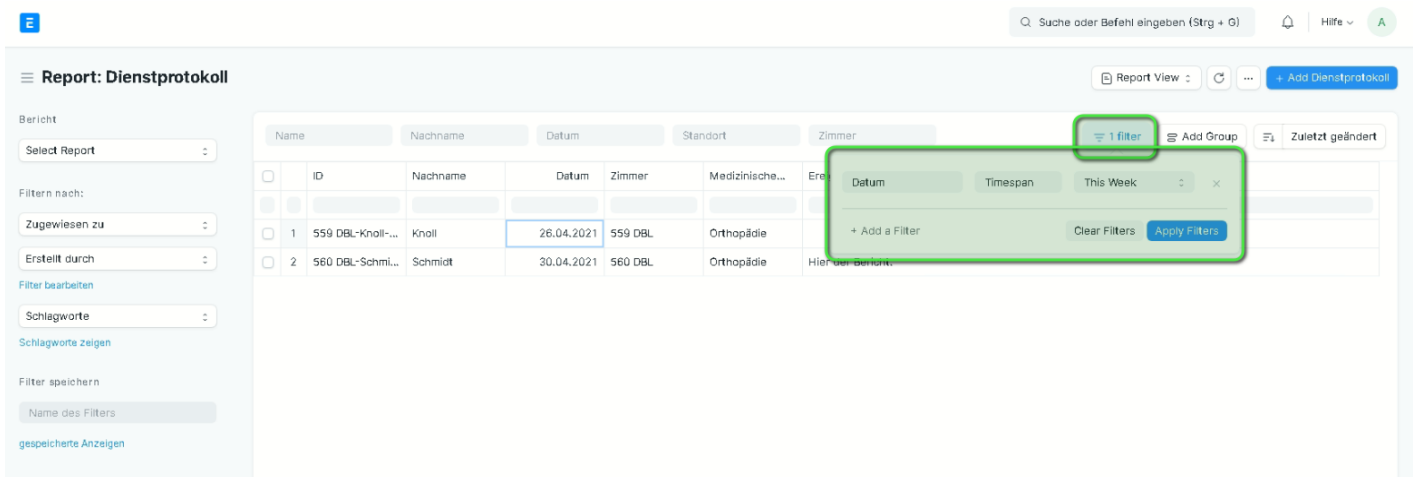 E
Suche oder Befehl eingeben (Strg + G)
Hilfe
A
Report: Dienstprotokoll
Report View
...
+ Add Dienstprotokoll
Bericht
Select Report
Filtern nach:
Zugewiesen zu
Erstellt durch
Filter bearbeiten
Schlagworte
Schlagworte zeigen
Filter speichern
Name des Filters
gespeicherte Anzeigen
Name Nachname Datum Standort Zimmer
1 filter
Add Group
Zuletzt geändert
ID Nachname Datum Zimmer Medizinische...
1 559 DBL-Knoll-... Knoll 26.04.2021 559 DBL Orthopädie
2 560 DBL-Schmi... Schmidt 30.04.2021 560 DBL Orthopädie Hier der Bericht.
Datum Timespan This Week ×
+ Add a Filter Clear Filters Apply Filters